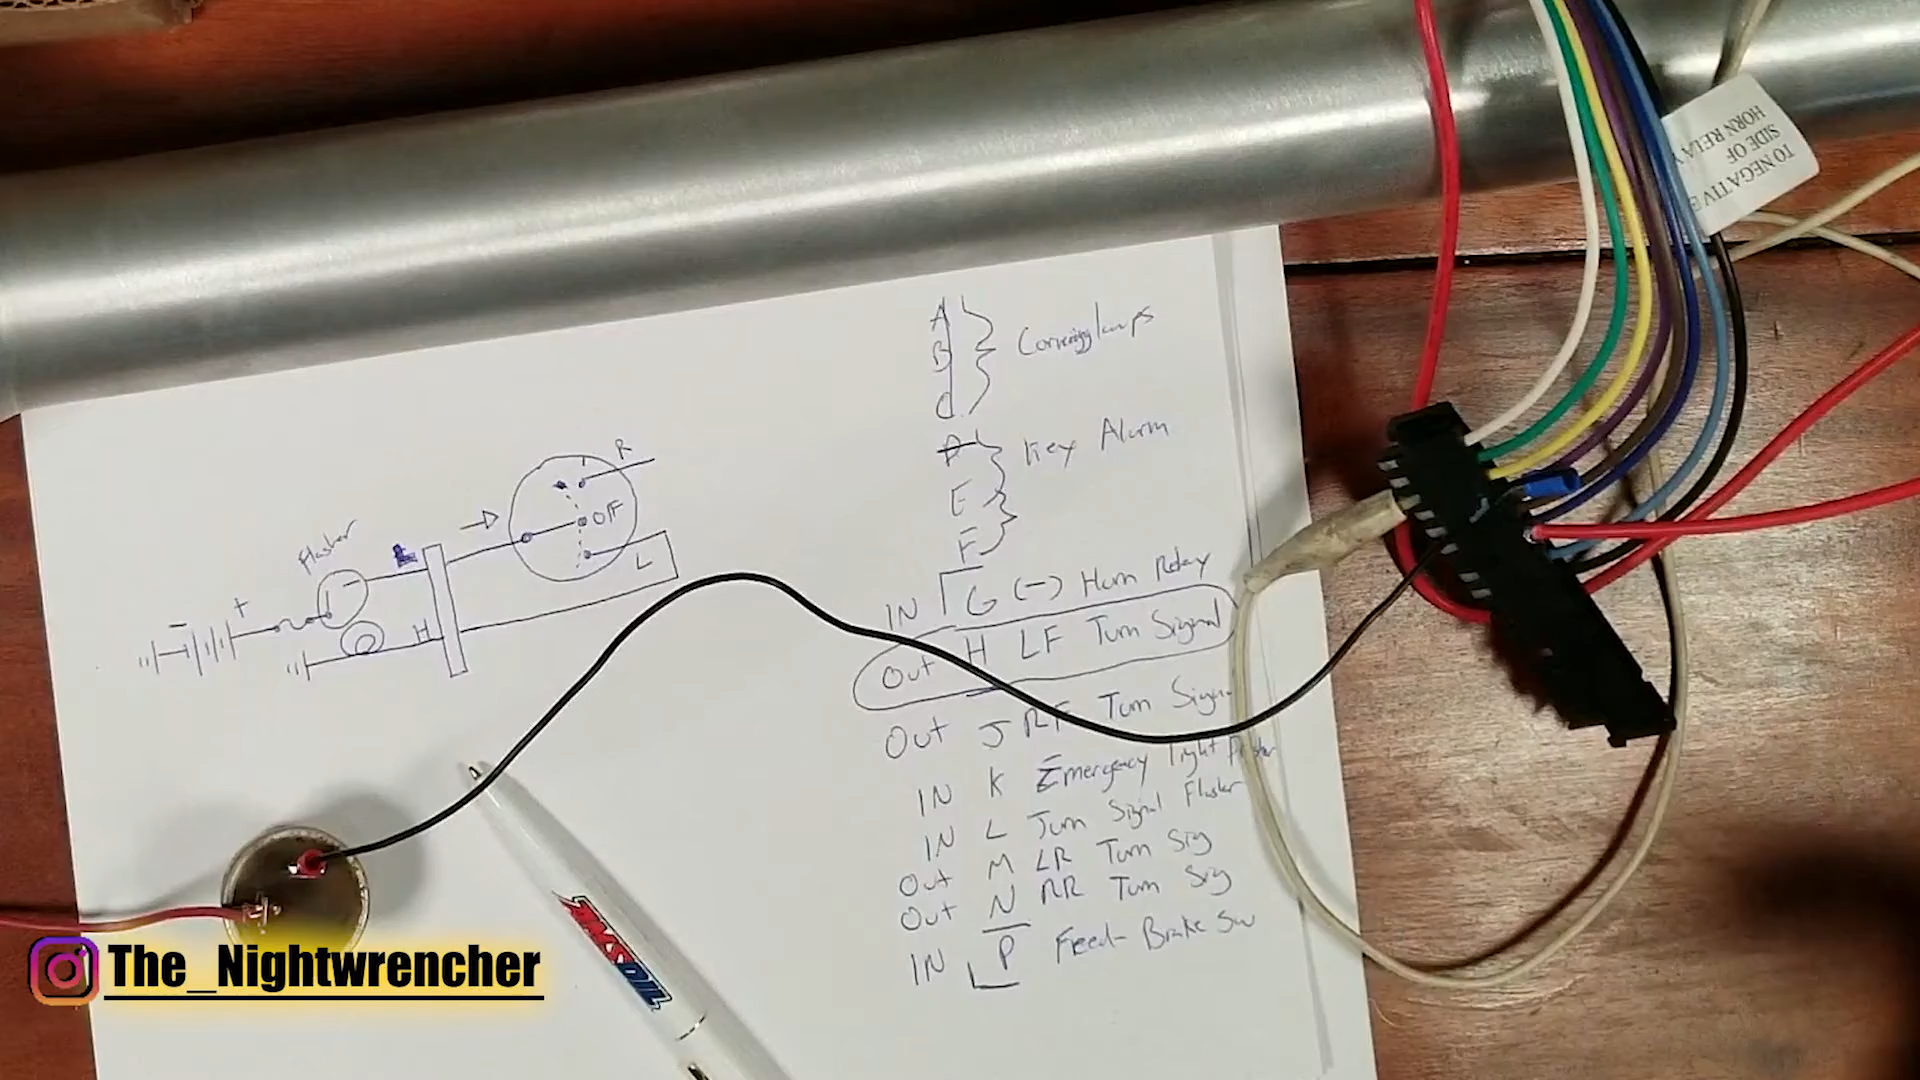 TO NEGATIVE
SIDE OF
HORN RELAY
A
B
C
Cornering lamps
D
E
F
Key Alarm
IN G (-) Horn Relay
Out H LF Turn Signal
Out J RF Turn Signal
IN K Emergency Light Flasher
IN L Turn Signal Flasher
Out M LR Turn Sig
Out N RR Turn Sig
IN P Feed- Brake Sw
R
Off
L
Flasher
L
H
+
-
AMSOIL
The_Nightwrencher